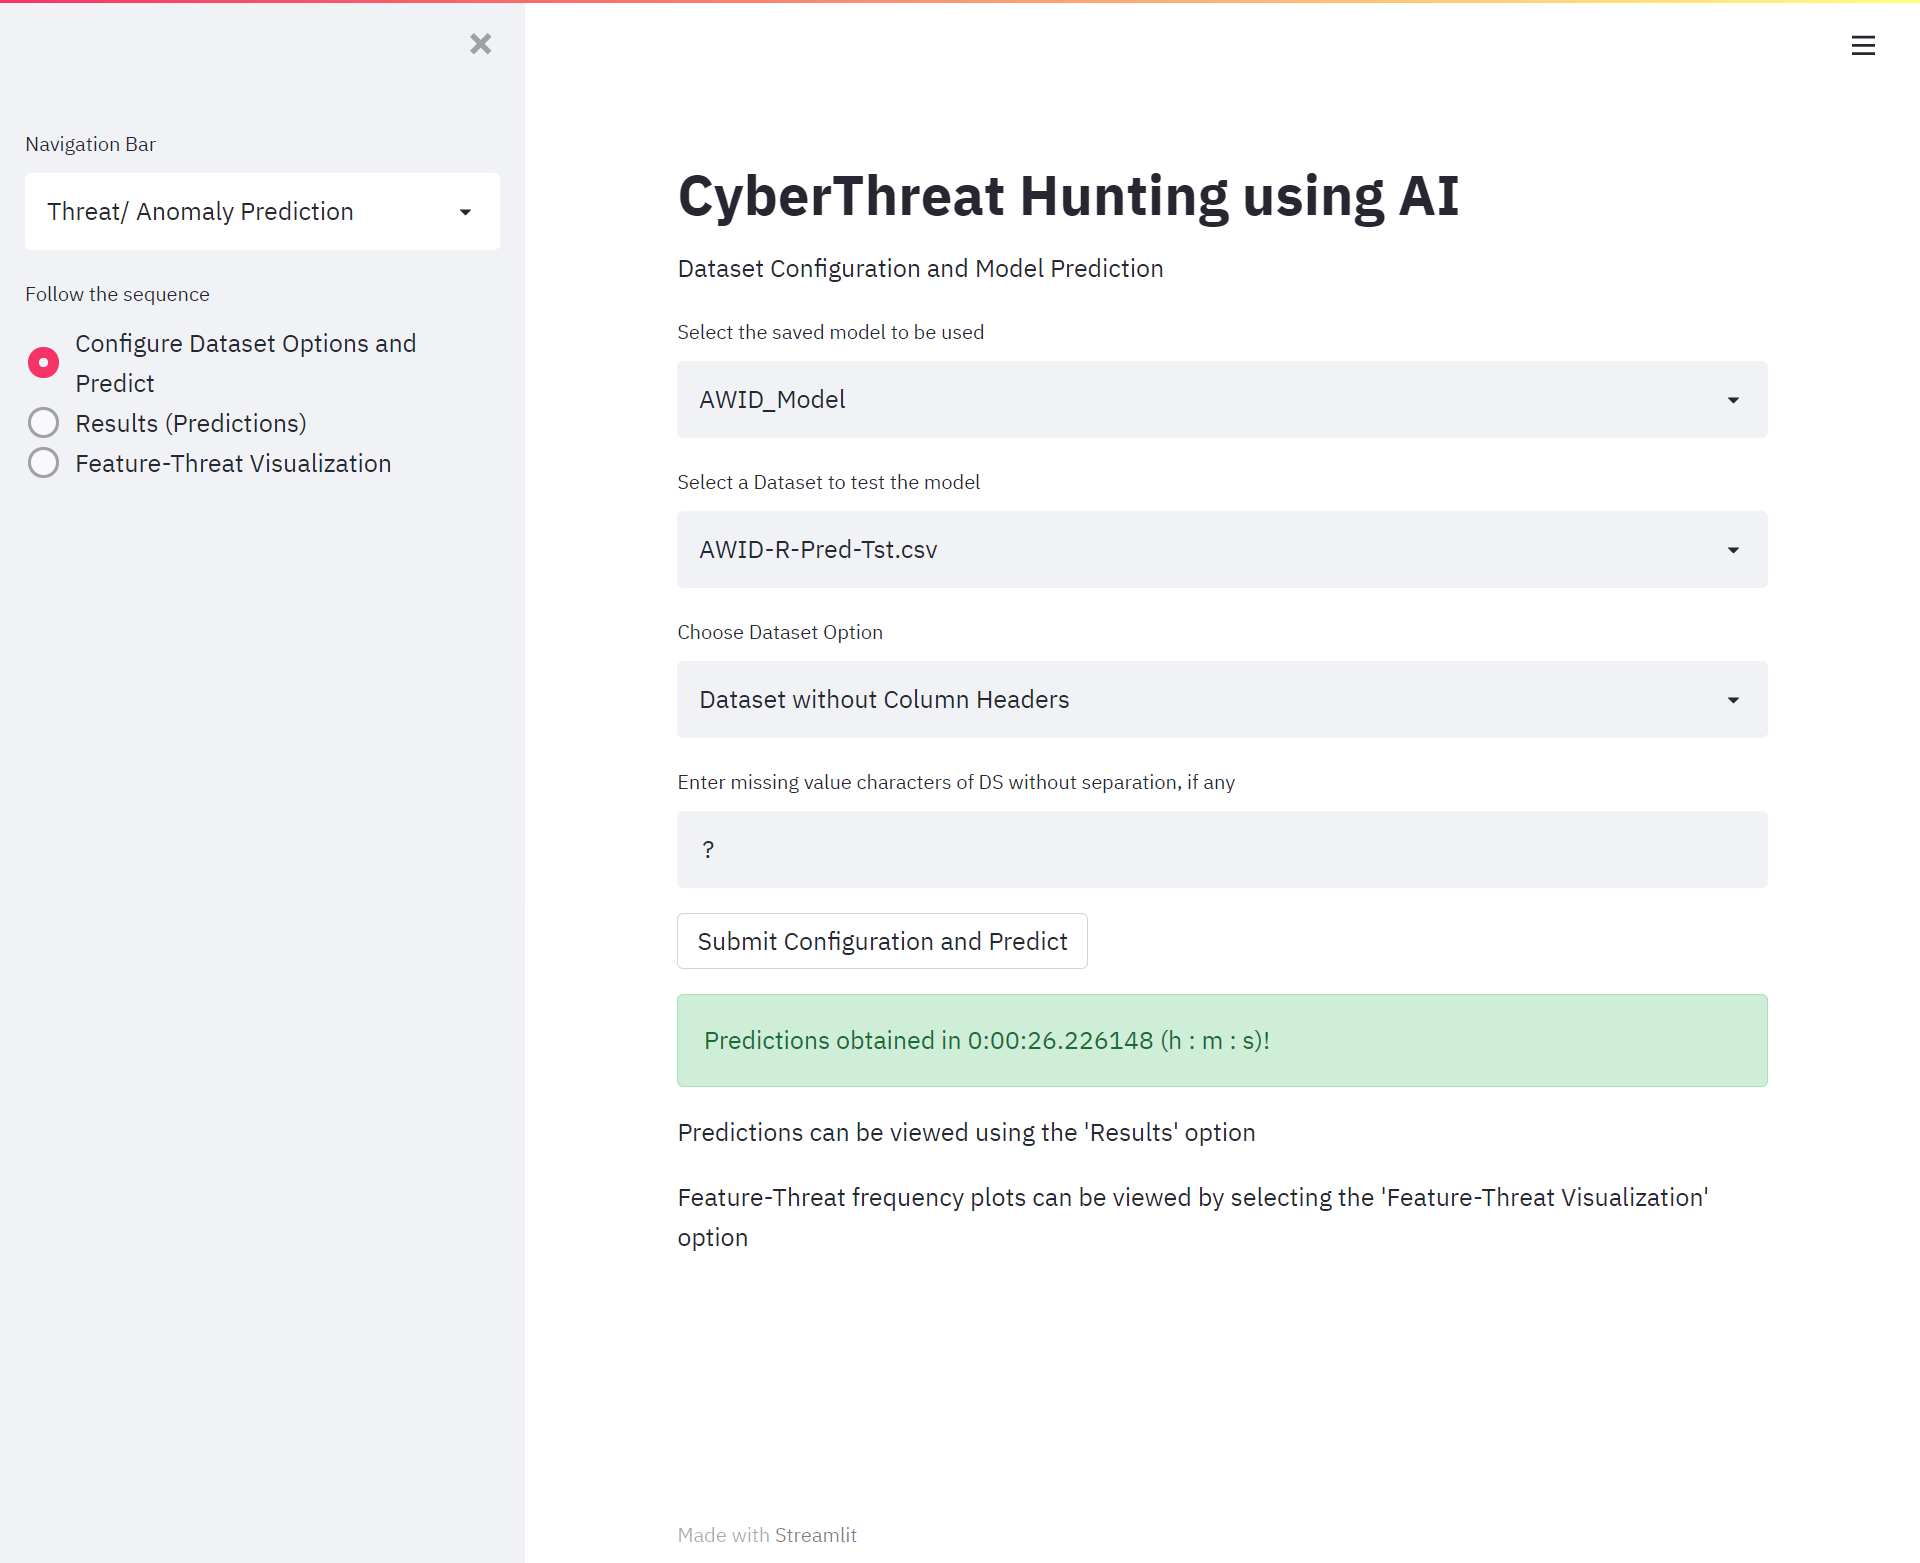 Navigation Bar
Threat/ Anomaly Prediction
Follow the sequence
Configure Dataset Options and
Predict
Results (Predictions)
Feature-Threat Visualization
CyberThreat Hunting using AI
Dataset Configuration and Model Prediction
Select the saved model to be used
AWID_Model
Select a Dataset to test the model
AWID-R-Pred-Tst.csv
Choose Dataset Option
Dataset without Column Headers
Enter missing value characters of DS without separation, if any
?
Submit Configuration and Predict
Predictions obtained in 0:00:26.226148 (h : m : s)!
Predictions can be viewed using the 'Results' option
Feature-Threat frequency plots can be viewed by selecting the 'Feature-Threat Visualization'
option
Made with Streamlit